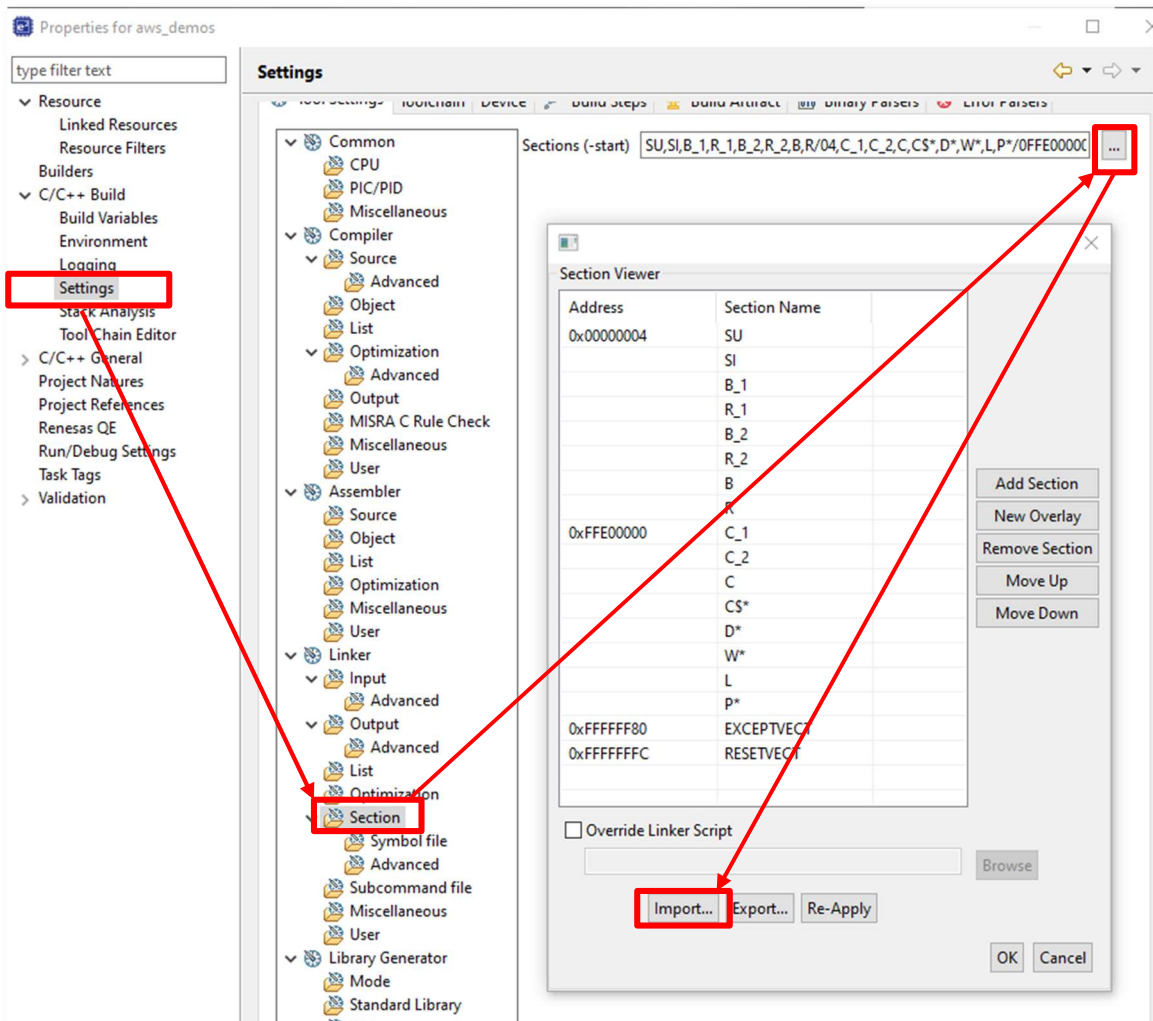 Properties for aws_demos
type filter text
Settings
Resource
Linked Resources
Resource Filters
Builders
C/C++ Build
Build Variables
Environment
Logging
Settings
Stack Analysis
Tool Chain Editor
C/C++ General
Project Natures
Project References
Renesas QE
Run/Debug Settings
Task Tags
Validation
Tool Settings Toolchain Device Build Steps Build Artifact Binary Parsers Error Parsers
Common
CPU
PIC/PID
Miscellaneous
Compiler
Source
Advanced
Object
List
Optimization
Advanced
Output
MISRA C Rule Check
Miscellaneous
User
Assembler
Source
Object
List
Optimization
Miscellaneous
User
Linker
Input
Advanced
Output
Advanced
List
Optimization
Section
Symbol file
Advanced
Subcommand file
Miscellaneous
User
Library Generator
Mode
Standard Library
Sections (-start) SU,SI,B_1,R_1,B_2,R_2,B,R/04,C_1,C_2,C,C$*,D*,W*,L,P*/0FFE00000 ...
Section Viewer
Address Section Name
0x00000004 SU
SI
B_1
R_1
B_2
R_2
B
R
0xFFE00000 C_1
C_2
C
C$*
D*
W*
L
P*
0xFFFFFF80 EXCEPTVECT
0xFFFFFFFC RESETVECT
Add Section
New Overlay
Remove Section
Move Up
Move Down
Override Linker Script
Browse
Import... Export... Re-Apply
OK Cancel